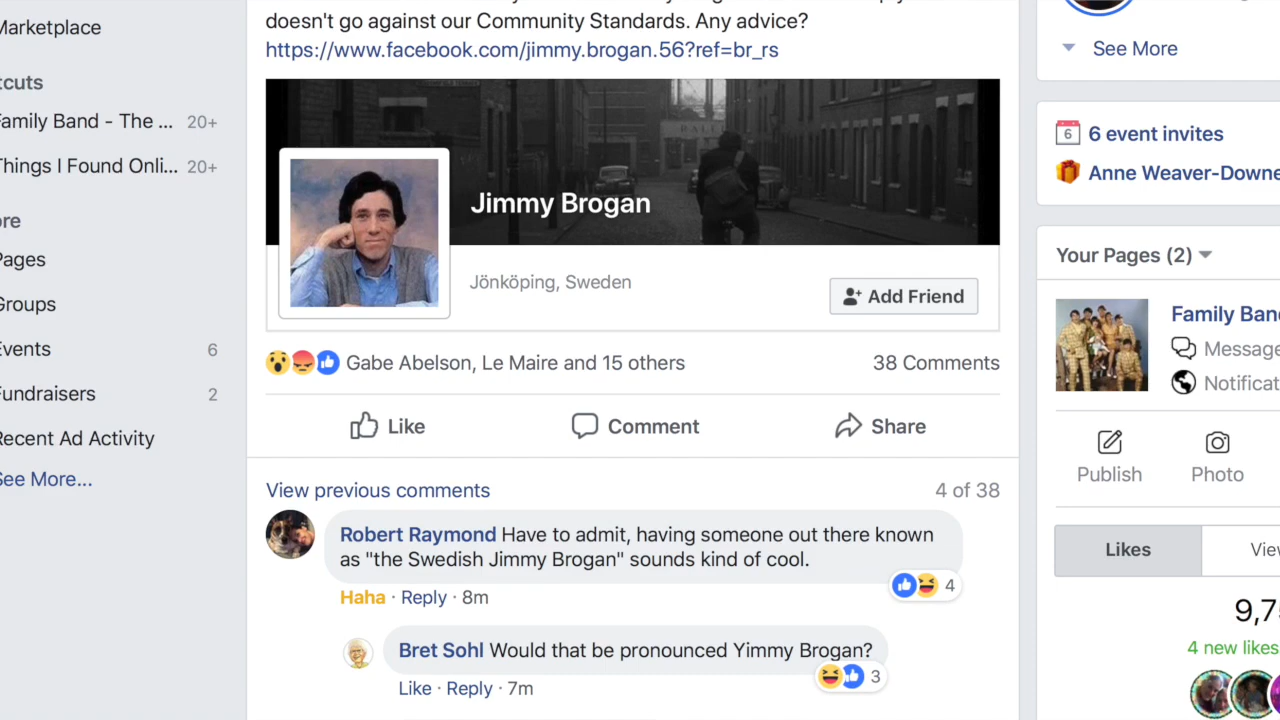 Marketplace
doesn't go against our Community Standards. Any advice?
https://www.facebook.com/jimmy.brogan.56?ref=br_rs
Jimmy Brogan
Jönköping, Sweden
Add Friend
Gabe Abelson, Le Maire and 15 others
38 Comments
Like
Comment
Share
View previous comments
4 of 38
Robert Raymond Have to admit, having someone out there known
as "the Swedish Jimmy Brogan" sounds kind of cool.
4
Haha · Reply · 8m
Bret Sohl Would that be pronounced Yimmy Brogan?
3
Like · Reply · 7m
tcuts
Family Band - The ... 20+
Things I Found Onli... 20+
ore
Pages
Groups
Events 6
Fundraisers 2
Recent Ad Activity
See More...
See More
6
6 event invites
Anne Weaver-Downe
Your Pages (2)
Family Ban
Message
Notificat
Publish
Photo
Likes
View
9,7
4 new likes